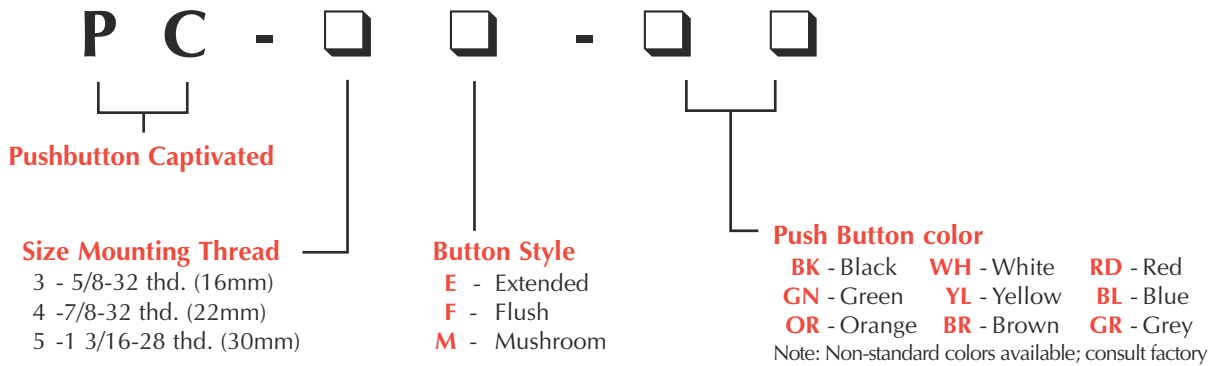 P C - ❑ ❑ - ❑ ❑
Pushbutton Captivated
Size Mounting Thread
3 - 5/8-32 thd. (16mm)
4 -7/8-32 thd. (22mm)
5 -1 3/16-28 thd. (30mm)
Button Style
E - Extended
F - Flush
M - Mushroom
Push Button color
BK - Black WH - White RD - Red
GN - Green YL - Yellow BL - Blue
OR - Orange BR - Brown GR - Grey
Note: Non-standard colors available; consult factory